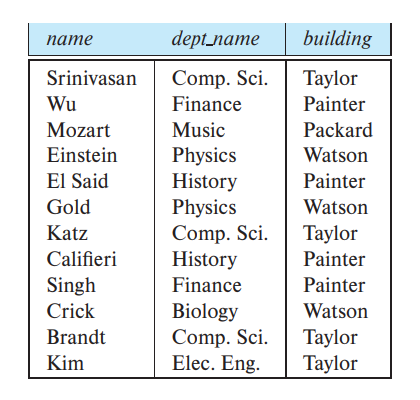 name dept_name building
Srinivasan Comp. Sci. Taylor
Wu Finance Painter
Mozart Music Packard
Einstein Physics Watson
El Said History Painter
Gold Physics Watson
Katz Comp. Sci. Taylor
Califieri History Painter
Singh Finance Painter
Crick Biology Watson
Brandt Comp. Sci. Taylor
Kim Elec. Eng. Taylor